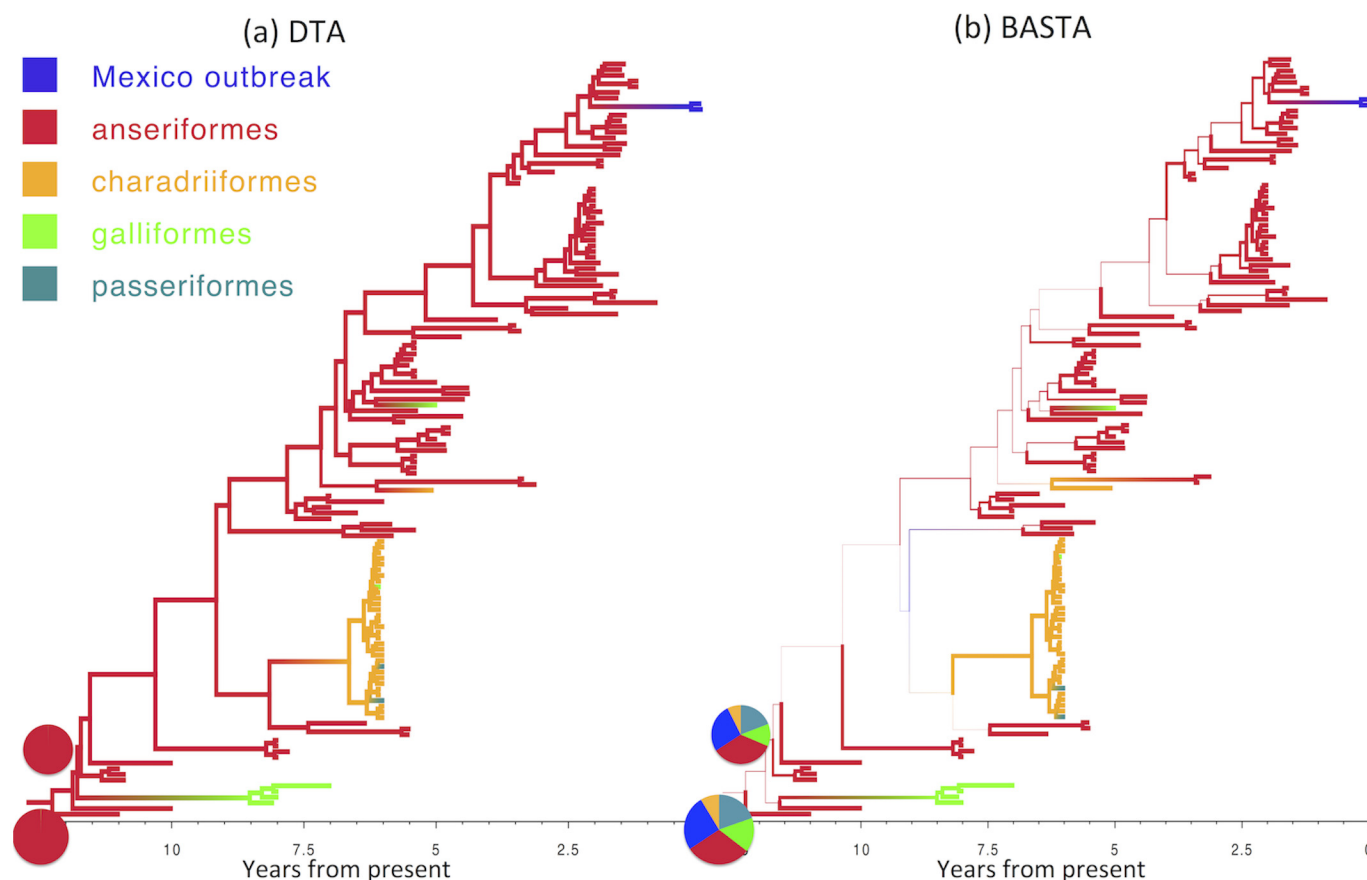 (a) DTA
(b) BASTA
Mexico outbreak
anseriformes
charadriiformes
galliformes
passeriformes
10 7.5 5 2.5
Years from present
10 7.5 5 2.5 0
Years from present